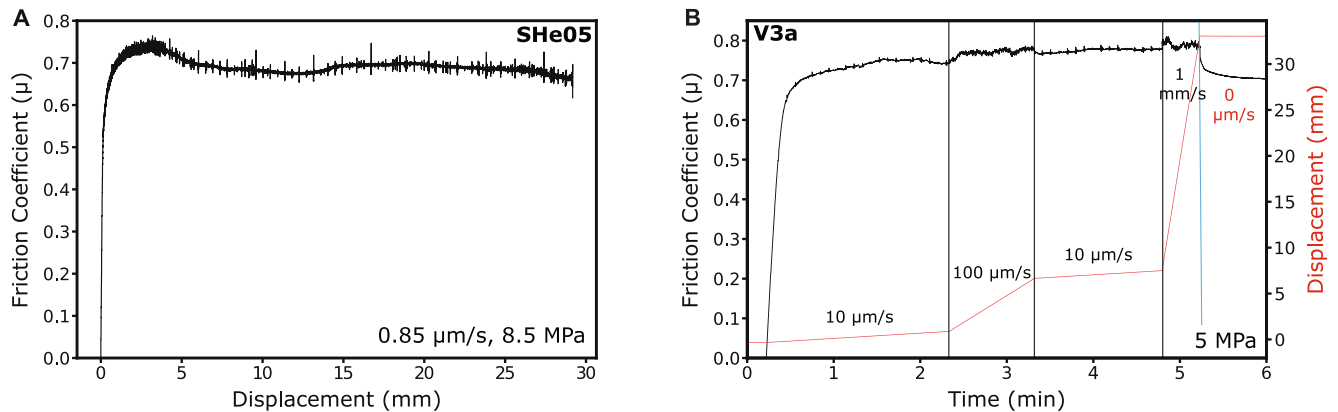 A
SHe05
Friction Coefficient (μ)
0.8
0.7
0.6
0.5
0.4
0.3
0.2
0.1
0.0
0.85 μm/s, 8.5 MPa
0 5 10 15 20 25 30
Displacement (mm)
B
V3a
Friction Coefficient (μ)
0.8
0.7
0.6
0.5
0.4
0.3
0.2
0.1
0.0
10 μm/s
100 μm/s
10 μm/s
1
mm/s
0
μm/s
5 MPa
30
25
30
20
10
5
0
Displacement (mm)
0 1 2 3 4 5 6
Time (min)